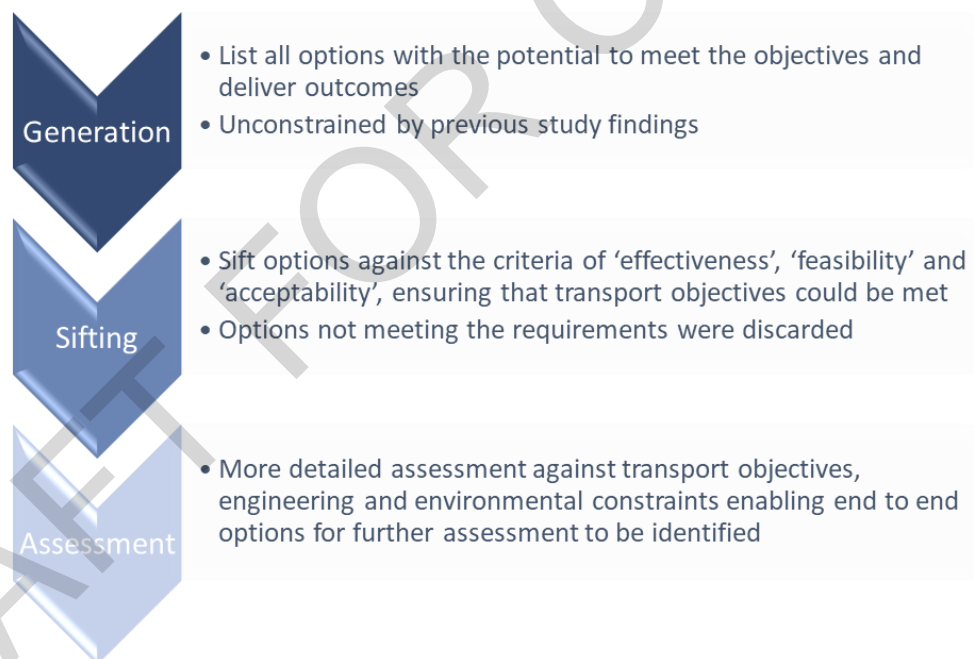 Generation
• List all options with the potential to meet the objectives and
deliver outcomes
• Unconstrained by previous study findings
Sifting
• Sift options against the criteria of ‘effectiveness’, ‘feasibility’ and
‘acceptability’, ensuring that transport objectives could be met
• Options not meeting the requirements were discarded
Assessment
• More detailed assessment against transport objectives,
engineering and environmental constraints enabling end to end
options for further assessment to be identified
FOR